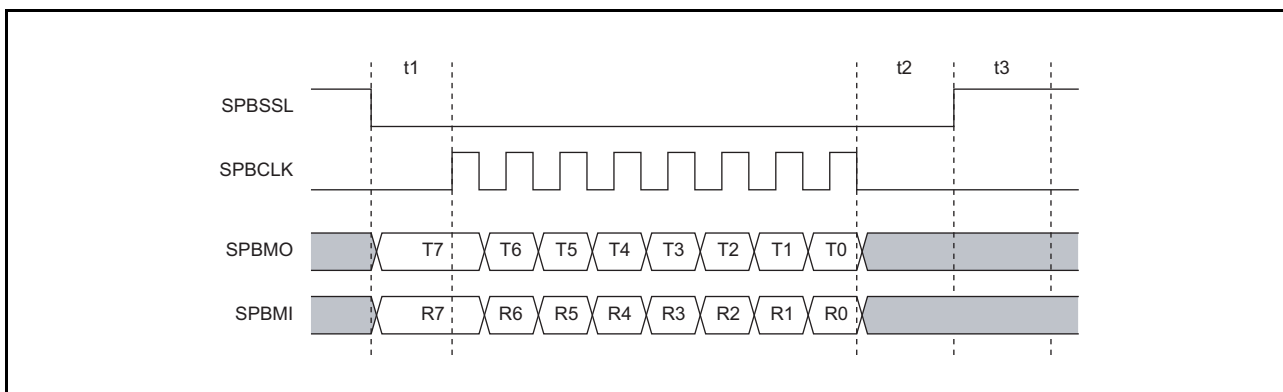 t1 t2 t3
SPBSSL
SPBCLK
SPBMO T7 T6 T5 T4 T3 T2 T1 T0
SPBMI R7 R6 R5 R4 R3 R2 R1 R0